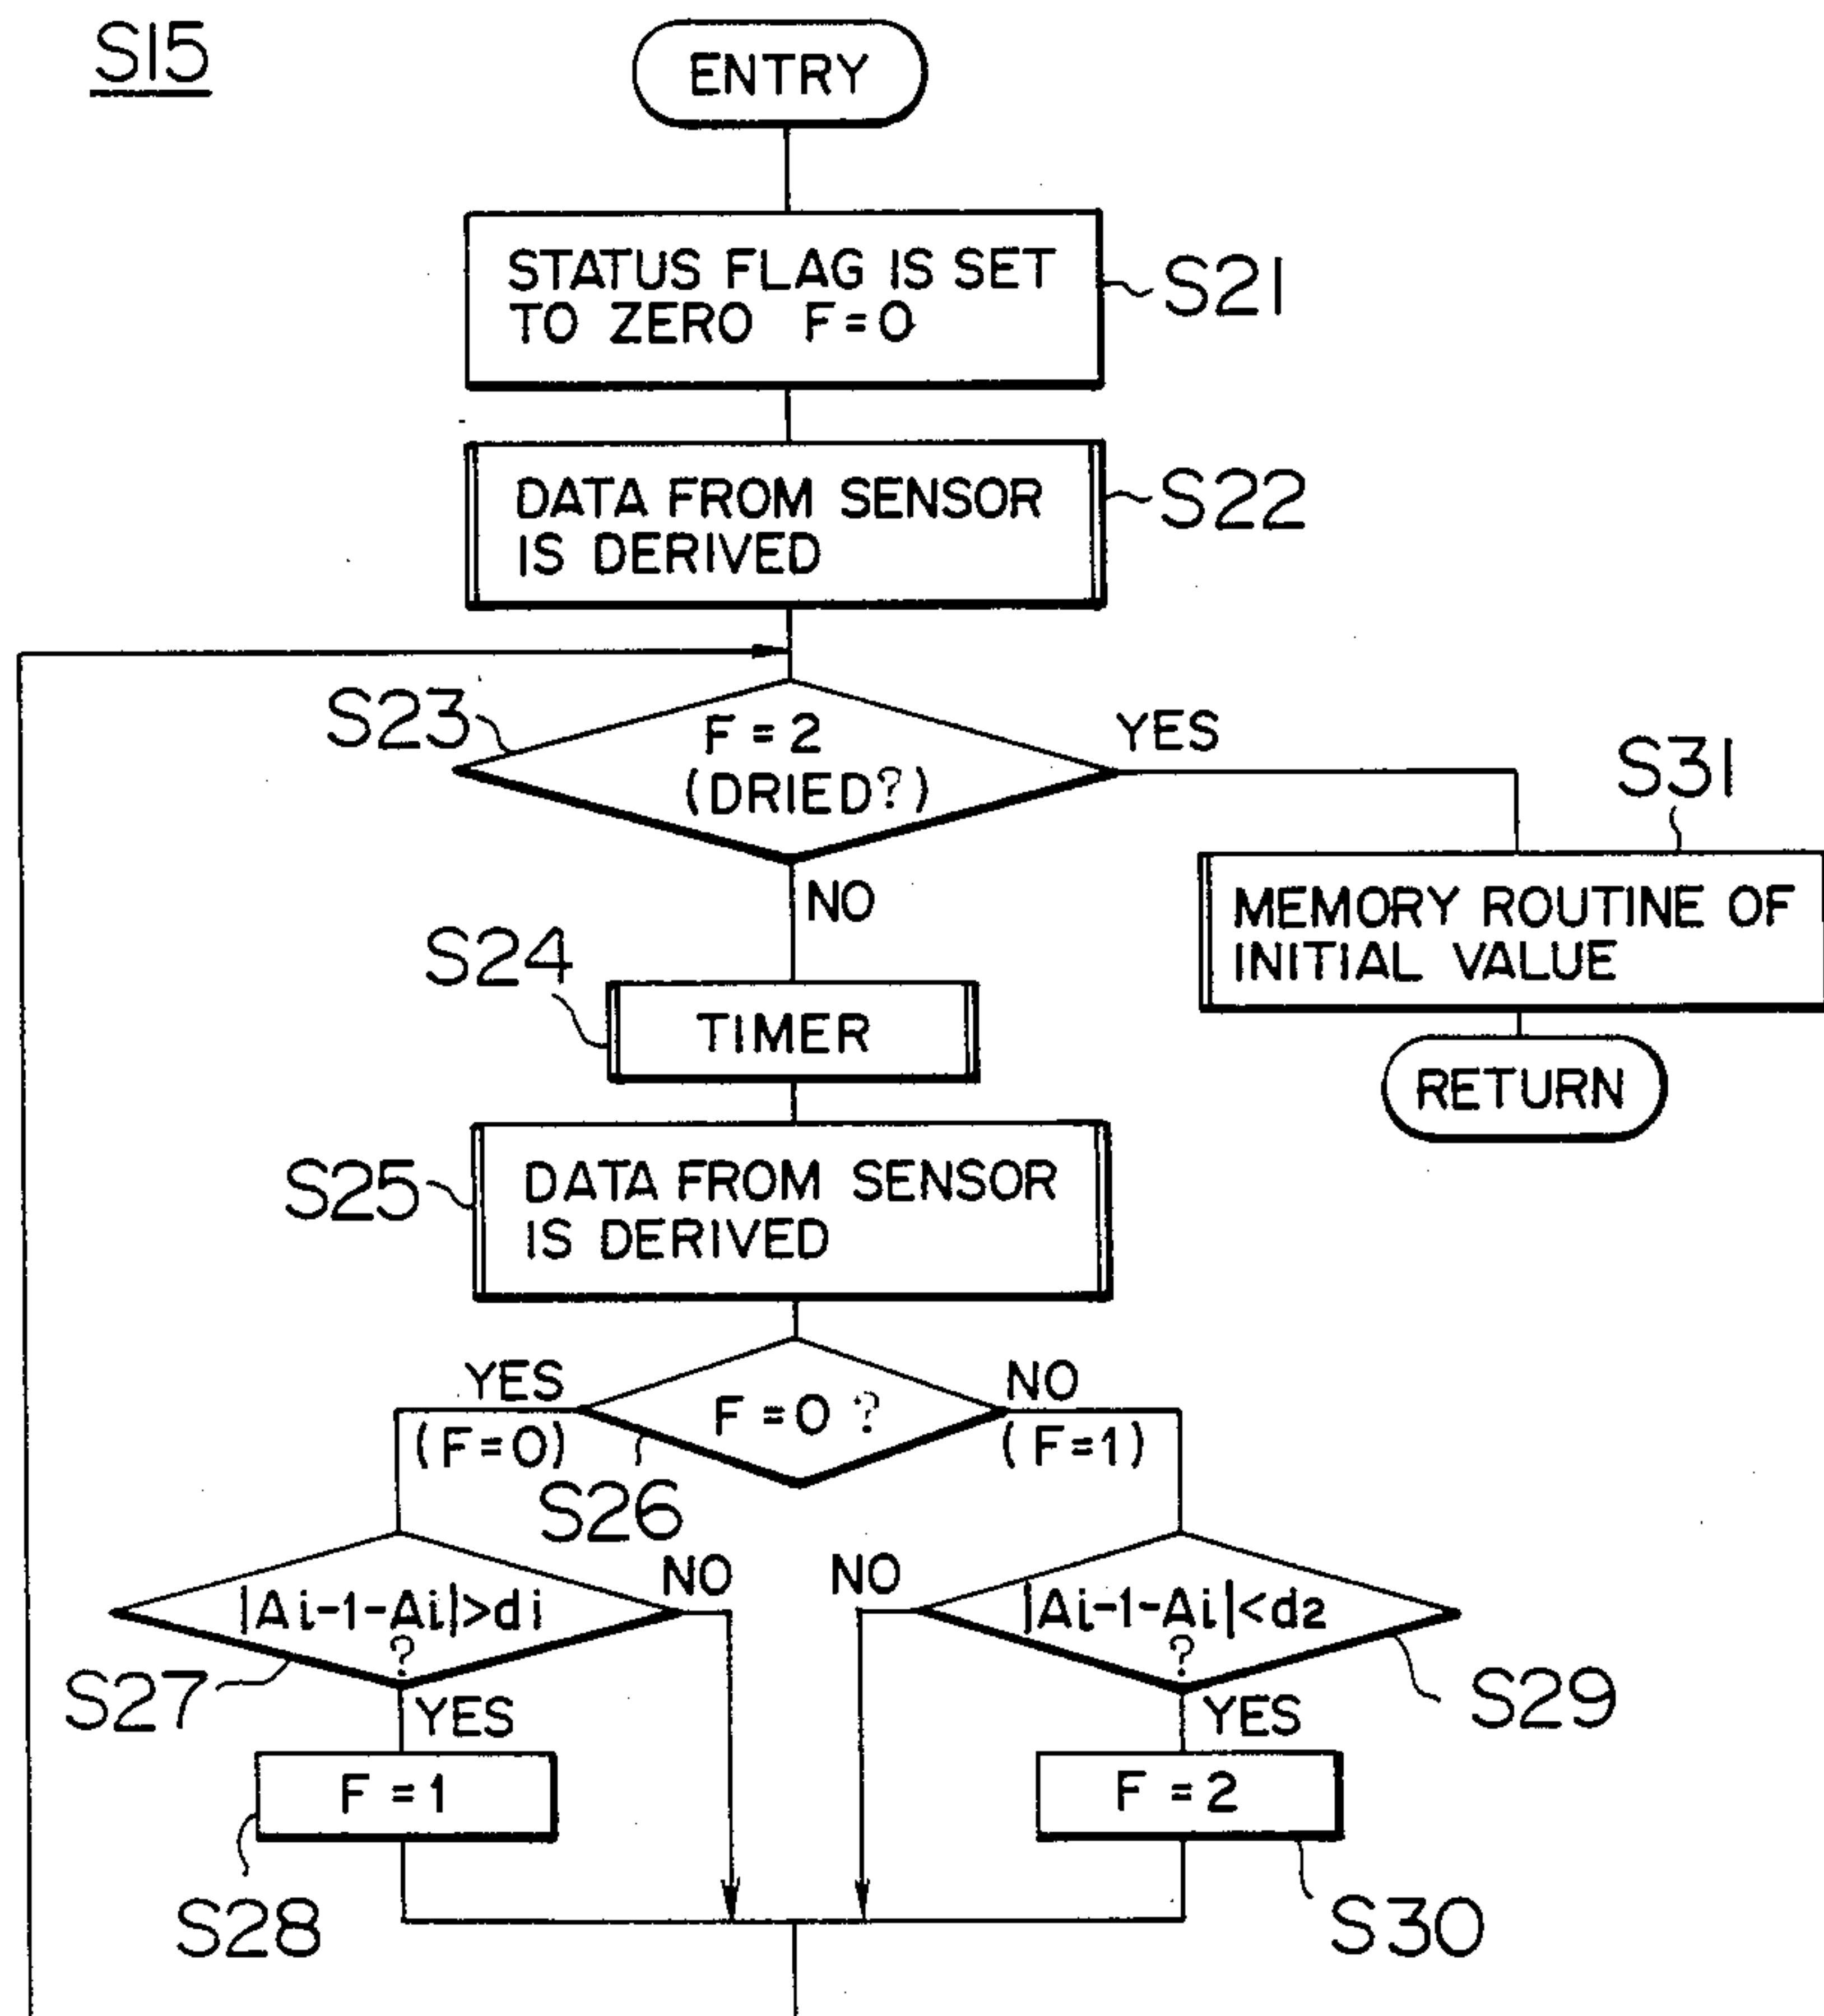 S15
ENTRY
STATUS FLAG IS SET
TO ZERO F=0
S21
DATA FROM SENSOR
IS DERIVED
S22
S23
F=2
(DRIED?)
YES
NO
S31
MEMORY ROUTINE OF
INITIAL VALUE
RETURN
S24
TIMER
S25
DATA FROM SENSOR
IS DERIVED
YES
(F=0)
F=0?
NO
(F=1)
S26
|Ai-1-Ai|>di
?
NO
S27
YES
F=1
S28
NO
|Ai-1-Ai|<d2
?
S29
YES
F=2
S30